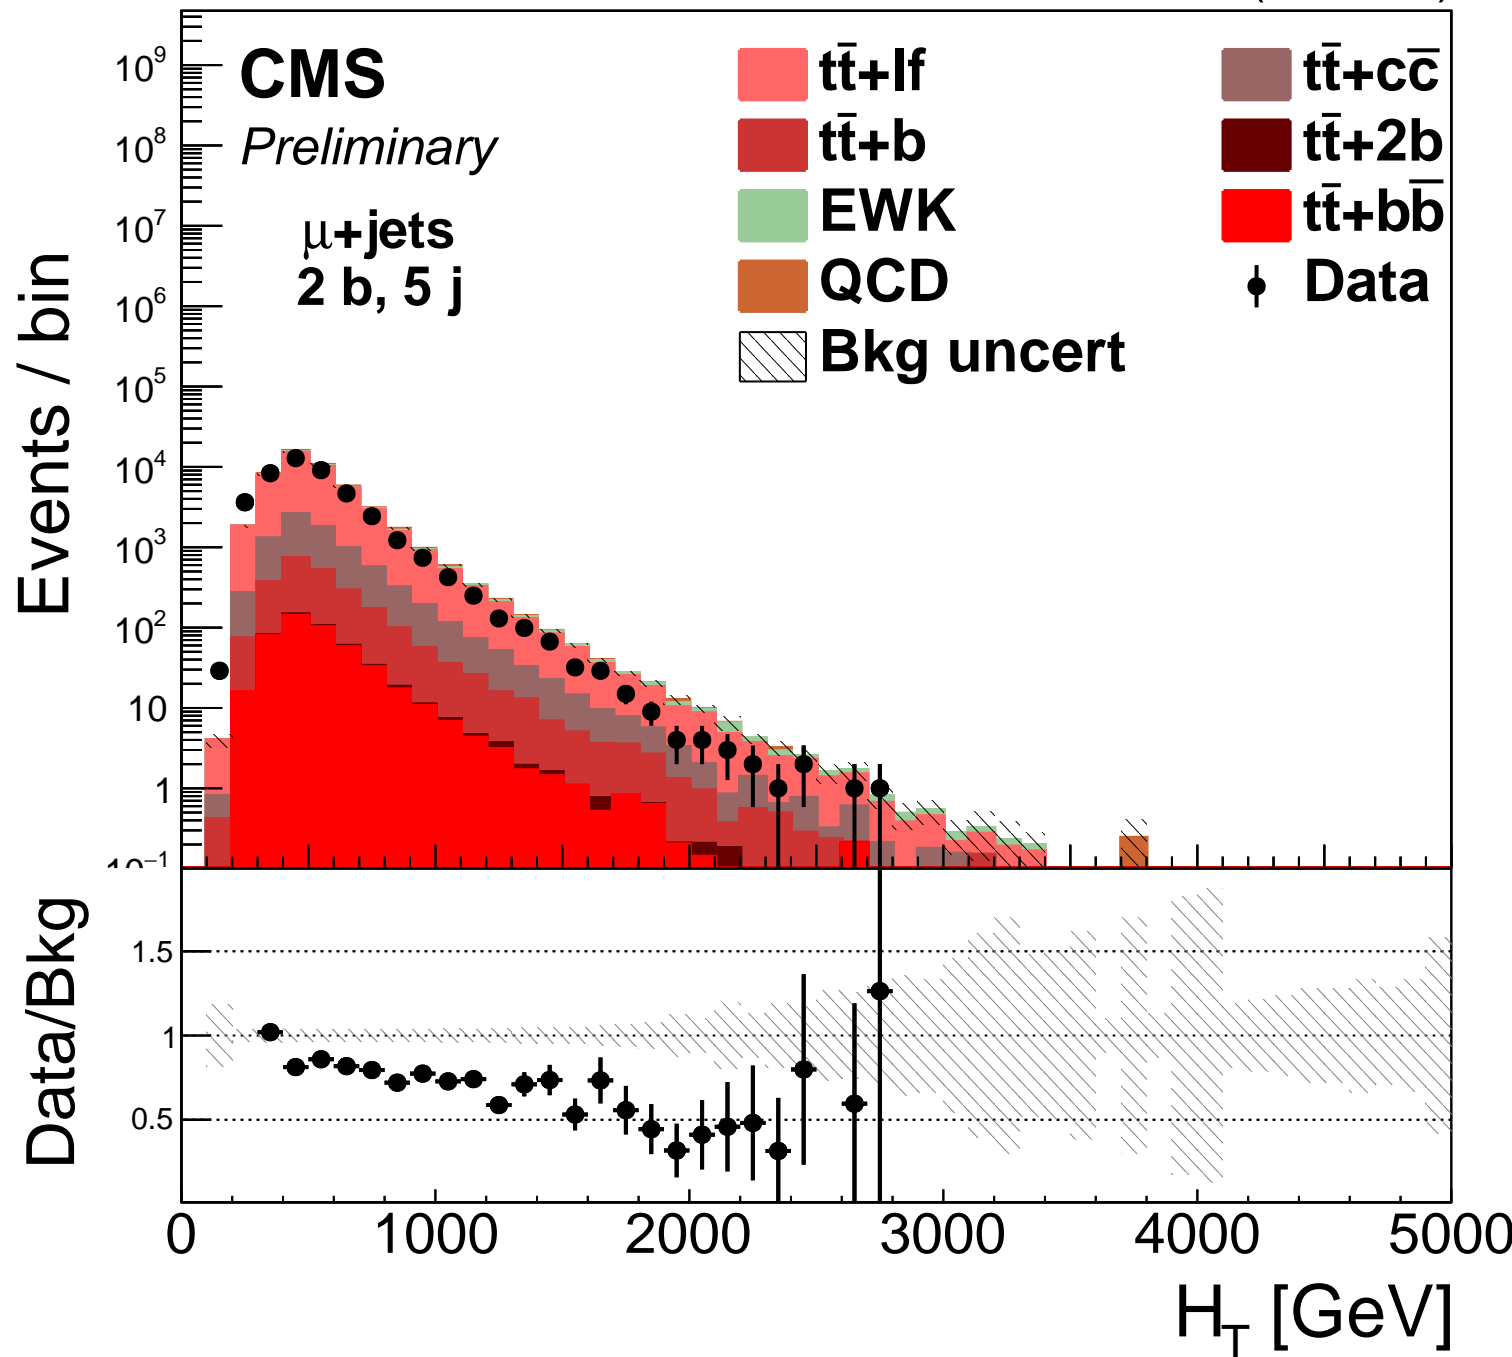 CMS
Preliminary
μ+jets
2 b, 5 j
tt̄+lf
tt̄+cc̄
tt̄+b
tt̄+2b
EWK
tt̄+bb̄
QCD
Data
Bkg uncert
Events / bin
10⁹
10⁸
10⁷
10⁶
10⁵
10⁴
10³
10²
10
1
10⁻¹
Data/Bkg
1.5
1
0.5
0 1000 2000 3000 4000 5000
H_T [GeV]